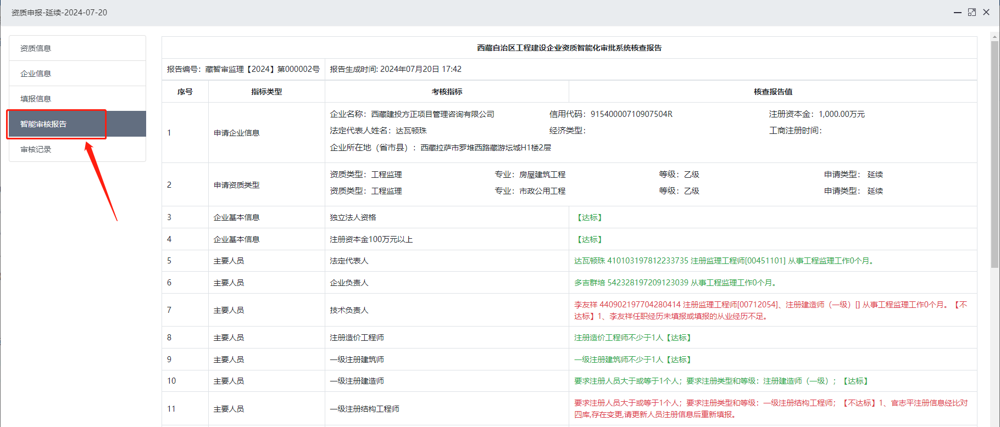 资质申报-延续-2024-07-20
资质信息
企业信息
填报信息
智能审核报告
审核记录
西藏自治区工程建设企业资质智能化审批系统核查报告
报告编号：藏智审监理【2024】第000002号 报告生成时间: 2024年07月20日 17:42
序号 指标类型 考核指标 核查报告值
1 申请企业信息
企业名称：西藏建投方正项目管理咨询有限公司 信用代码：91540000710907504R 注册资本金：1,000.00万元
法定代表人姓名：达瓦顿珠 经济类型： 工商注册时间：
企业所在地（省市县）：西藏拉萨市罗堆西路藏游坛城H1楼2层
2 申请资质类型
资质类型：工程监理 专业：房屋建筑工程 等级：乙级 申请类型： 延续
资质类型：工程监理 专业：市政公用工程 等级：乙级 申请类型： 延续
3 企业基本信息 独立法人资格 【达标】
4 企业基本信息 注册资本金100万元以上 【达标】
5 主要人员 法定代表人 达瓦顿珠 410103197812233735 注册监理工程师[00451101] 从事工程监理工作0个月。
6 主要人员 企业负责人 多吉群培 542328197209123039 从事工程监理工作0个月。
7 主要人员 技术负责人 李友祥 440902197704280414 注册监理工程师[00712054]、注册建造师（一级）[] 从事工程监理工作0个月。【不
达标】1、李友祥任职经历未填报或填报的从业经历不足。
8 主要人员 注册造价工程师 注册造价工程师不少于1人【达标】
9 主要人员 一级注册建筑师 一级注册建筑师不少于1人【达标】
10 主要人员 一级注册建造师 要求注册人员大于或等于1个人；要求注册类型和等级：注册建造师（一级）；【达标】
11 主要人员 一级注册结构工程师 要求注册人员大于或等于1个人；要求注册类型和等级：一级注册结构工程师；【不达标】1、官志平注册信息经比对
四库,存在变更,请更新人员注册信息后重新填报。